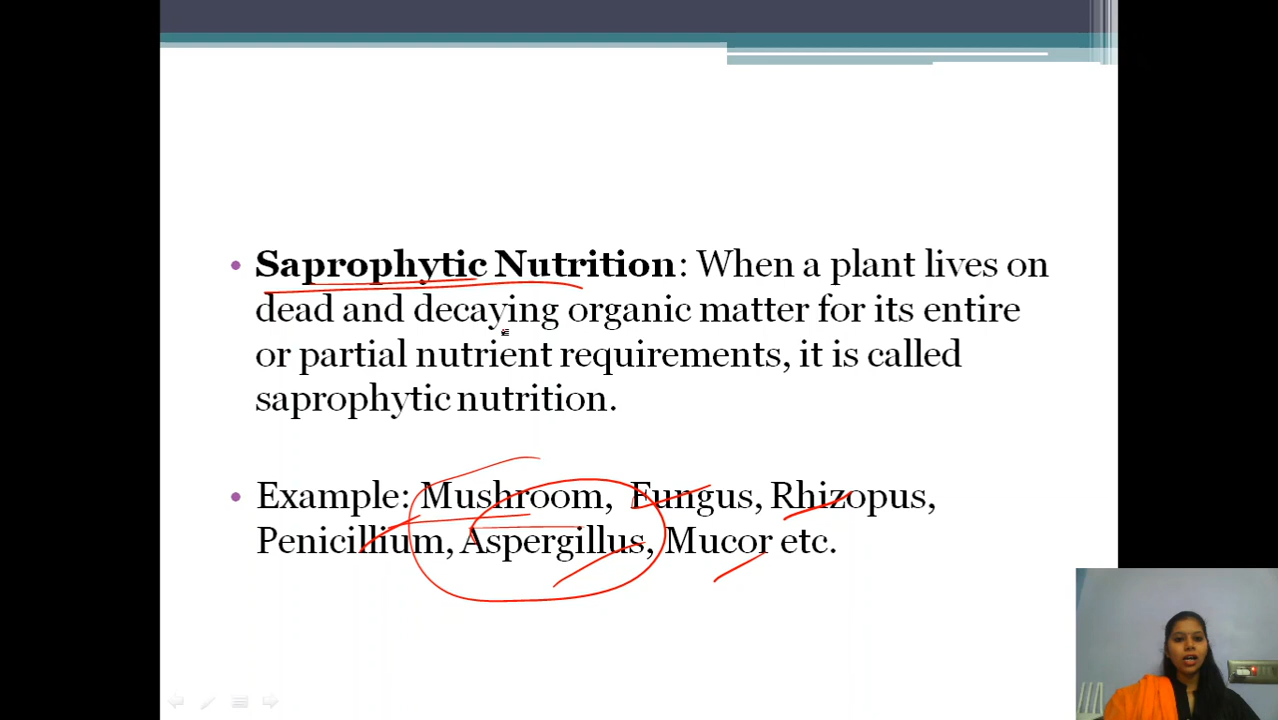 • Saprophytic Nutrition: When a plant lives on
dead and decaying organic matter for its entire
or partial nutrient requirements, it is called
saprophytic nutrition.
• Example: Mushroom, Fungus, Rhizopus,
Penicillium, Aspergillus, Mucor etc.